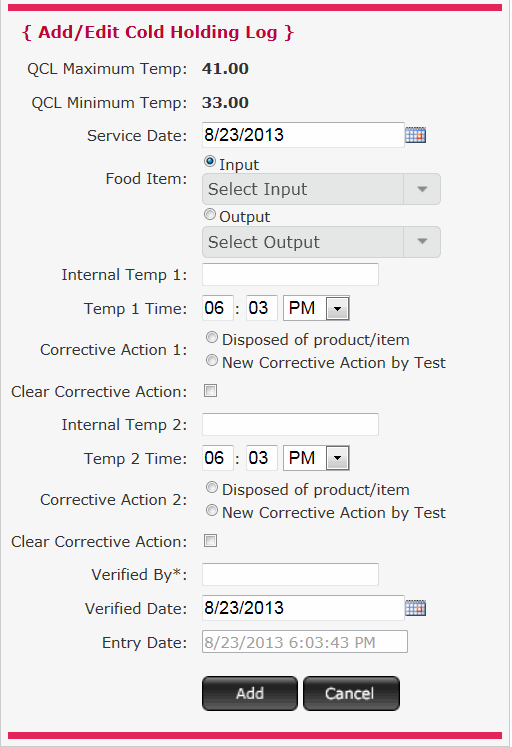 { Add/Edit Cold Holding Log }
QCL Maximum Temp: 41.00
QCL Minimum Temp: 33.00
Service Date: 8/23/2013
Food Item: Input
Select Input
Output
Select Output
Internal Temp 1:
Temp 1 Time: 06 : 03 PM
Corrective Action 1: Disposed of product/item
New Corrective Action by Test
Clear Corrective Action:
Internal Temp 2:
Temp 2 Time: 06 : 03 PM
Corrective Action 2: Disposed of product/item
New Corrective Action by Test
Clear Corrective Action:
Verified By*:
Verified Date: 8/23/2013
Entry Date: 8/23/2013 6:03:43 PM
Add Cancel